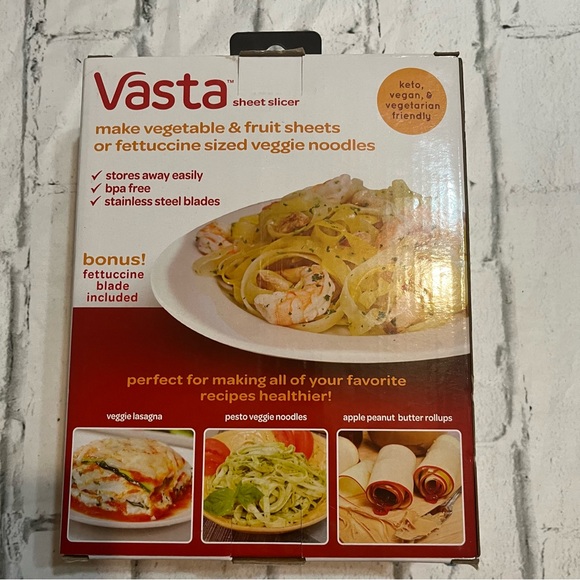 Vasta™ sheet slicer
keto,
vegan, &
vegetarian
friendly
make vegetable & fruit sheets
or fettuccine sized veggie noodles
✓ stores away easily
✓ bpa free
✓ stainless steel blades
bonus!
fettuccine
blade
included
perfect for making all of your favorite
recipes healthier!
veggie lasagna
pesto veggie noodles
apple peanut butter rollups